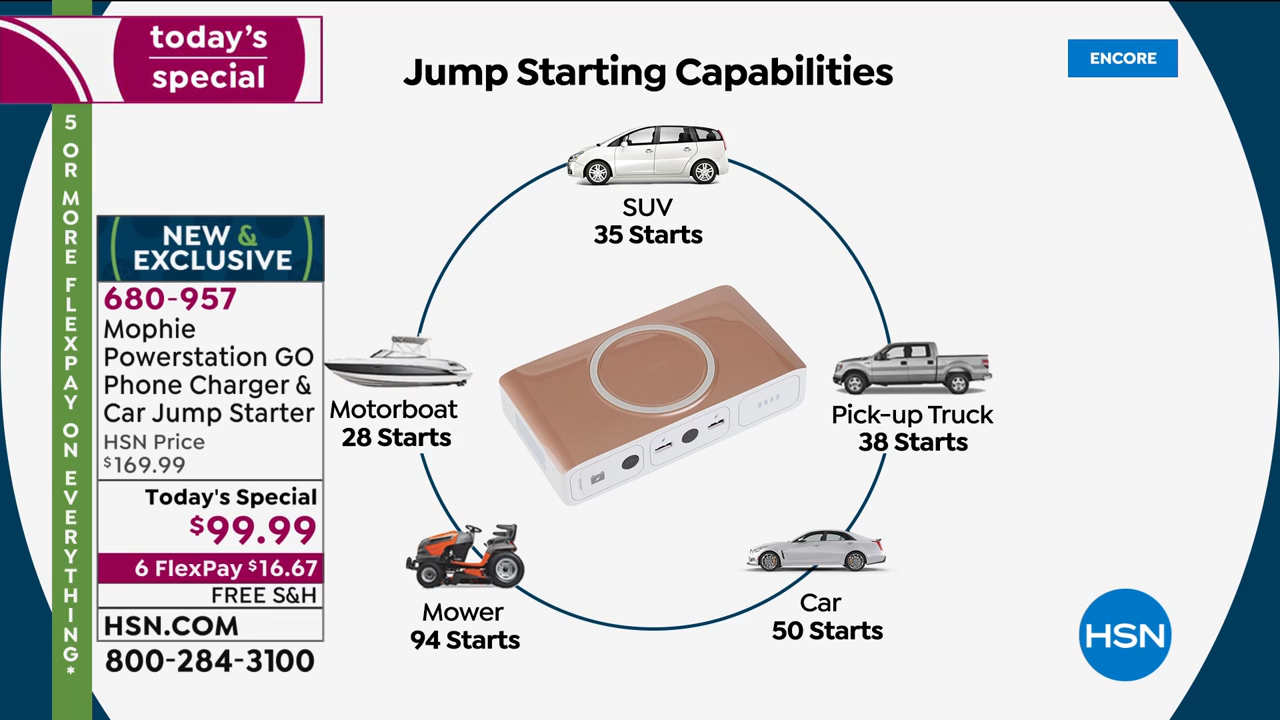 today's
special
Jump Starting Capabilities
ENCORE
5 OR MORE FLEXPAY ON EVERYTHING*
NEW &
EXCLUSIVE
680-957
Mophie
Powerstation GO
Phone Charger &
Car Jump Starter
HSN Price
$169.99
Today's Special
$99.99
6 FlexPay $16.67
FREE S&H
HSN.COM
800-284-3100
SUV
35 Starts
Motorboat
28 Starts
Pick-up Truck
38 Starts
Mower
94 Starts
Car
50 Starts
HSN